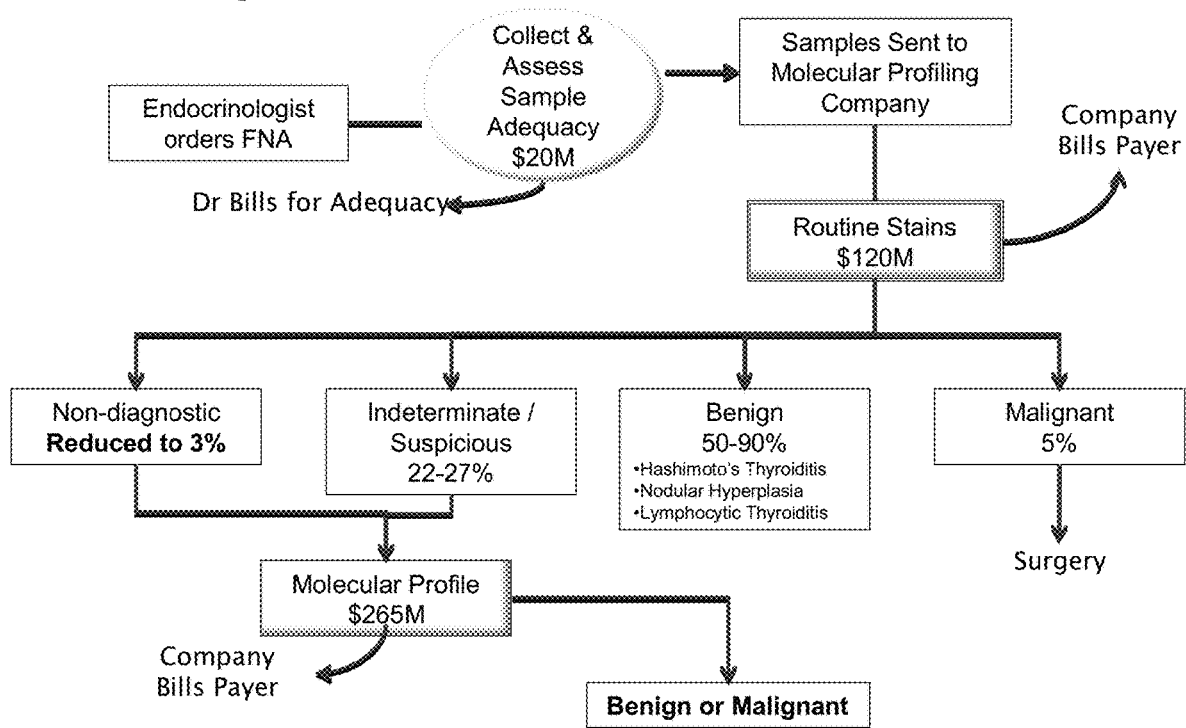 Endocrinologist
orders FNA
Collect &
Assess
Sample
Adequacy
$20M
Samples Sent to
Molecular Profiling
Company
Dr Bills for Adequacy
Company
Bills Payer
Routine Stains
$120M
Non-diagnostic
Reduced to 3%
Indeterminate /
Suspicious
22-27%
Benign
50-90%
•Hashimoto's Thyroiditis
•Nodular Hyperplasia
•Lymphocytic Thyroiditis
Malignant
5%
Surgery
Molecular Profile
$265M
Company
Bills Payer
Benign or Malignant